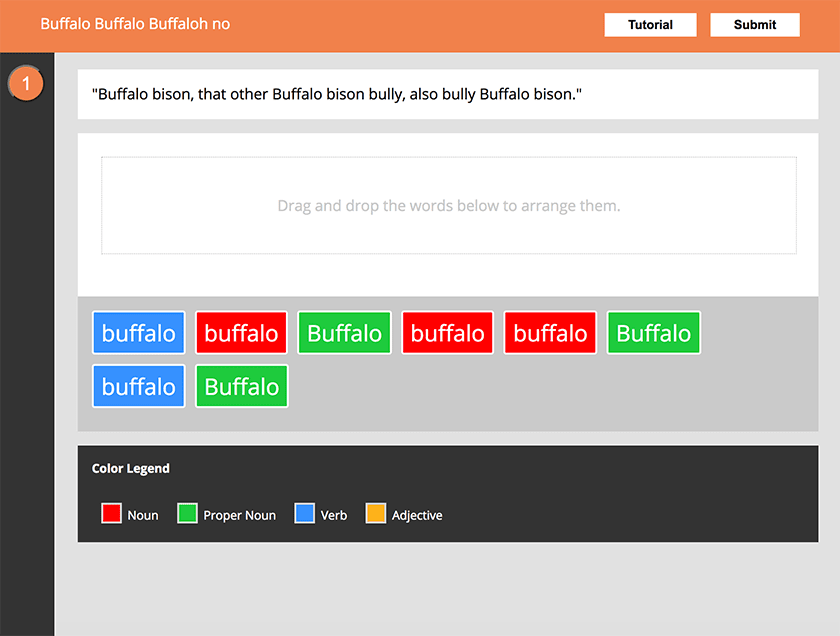 Buffalo Buffalo Buffaloh no
Tutorial
Submit
1
"Buffalo bison, that other Buffalo bison bully, also bully Buffalo bison."
Drag and drop the words below to arrange them.
buffalo buffalo Buffalo buffalo buffalo Buffalo
buffalo Buffalo
Color Legend
Noun Proper Noun Verb Adjective